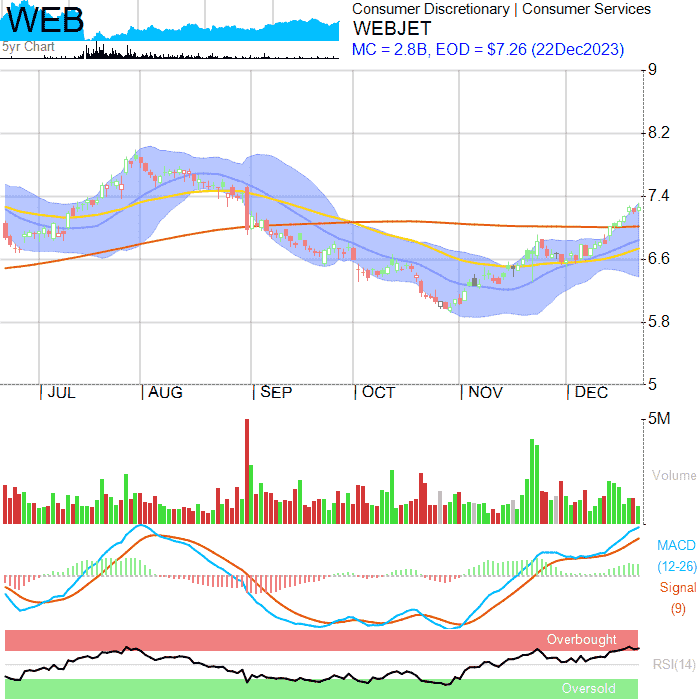 WEB
5yr Chart
Consumer Discretionary | Consumer Services
WEBJET
MC = 2.8B, EOD = $7.26 (22Dec2023)
9
8.2
7.4
6.6
5.8
5
| JUL | AUG | SEP | OCT | NOV | DEC
5M
Volume
MACD
(12-26)
Signal
(9)
Overbought
RSI(14)
Oversold